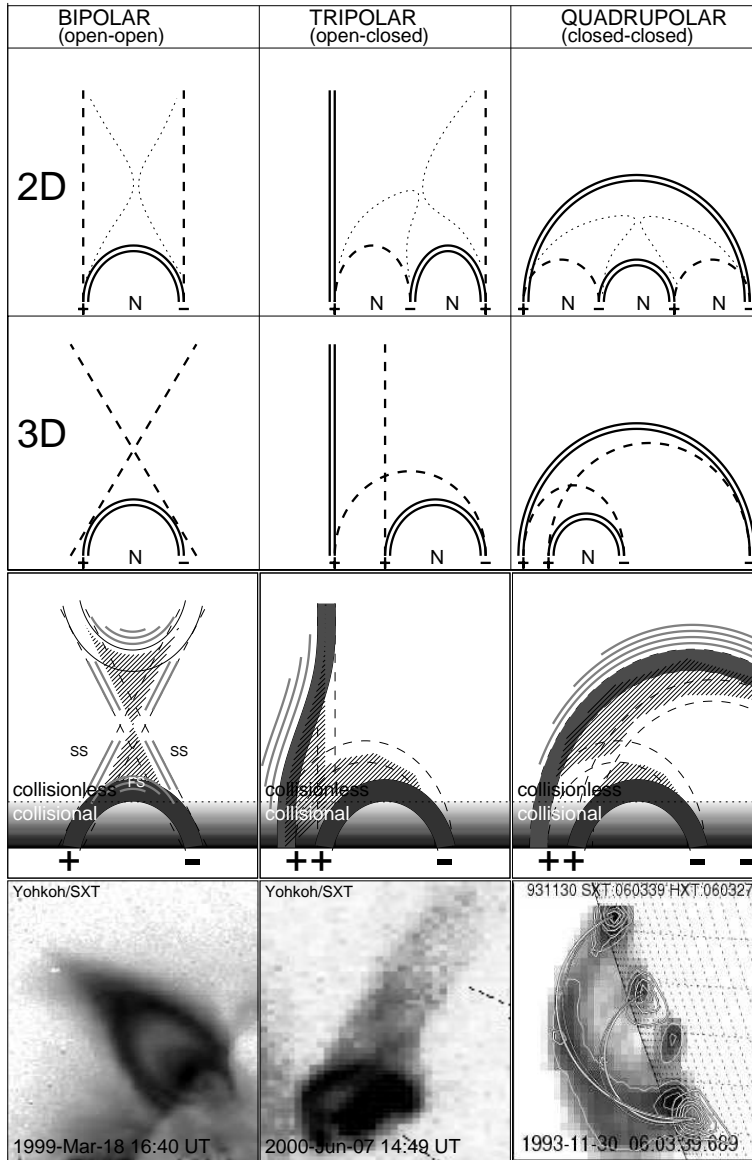 BIPOLAR
(open-open)
TRIPOLAR
(open-closed)
QUADRUPOLAR
(closed-closed)
2D
N
+
-
N
N
+
-
+
N
N
N
+
-
+
-
3D
N
+
-
N
+
+
-
N
+
+
-
-
SS
SS
FS
collisionless
collisional
+
-
collisionless
collisional
+
+
-
collisionless
collisional
+
+
-
-
Yohkoh/SXT
1999-Mar-18 16:40 UT
Yohkoh/SXT
2000-Jun-07 14:49 UT
931130 SXT:060339 HXT:060327
1993-11-30 06:03:39.689